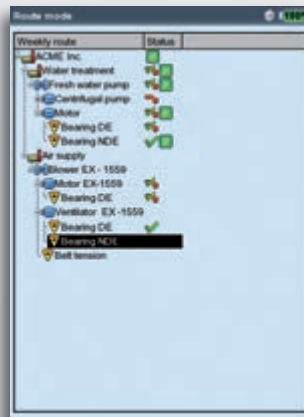 Route mode 100%
Weekly route Status
ACME Inc
Water treatment
Fresh water pump
Centrifugal pump
Motor
Bearing DE
Bearing NDE
Air supply
Blower EX - 1559
Motor EX-1559
Bearing DE
Ventilator EX -1559
Bearing DE
Bearing NDE
Belt tension